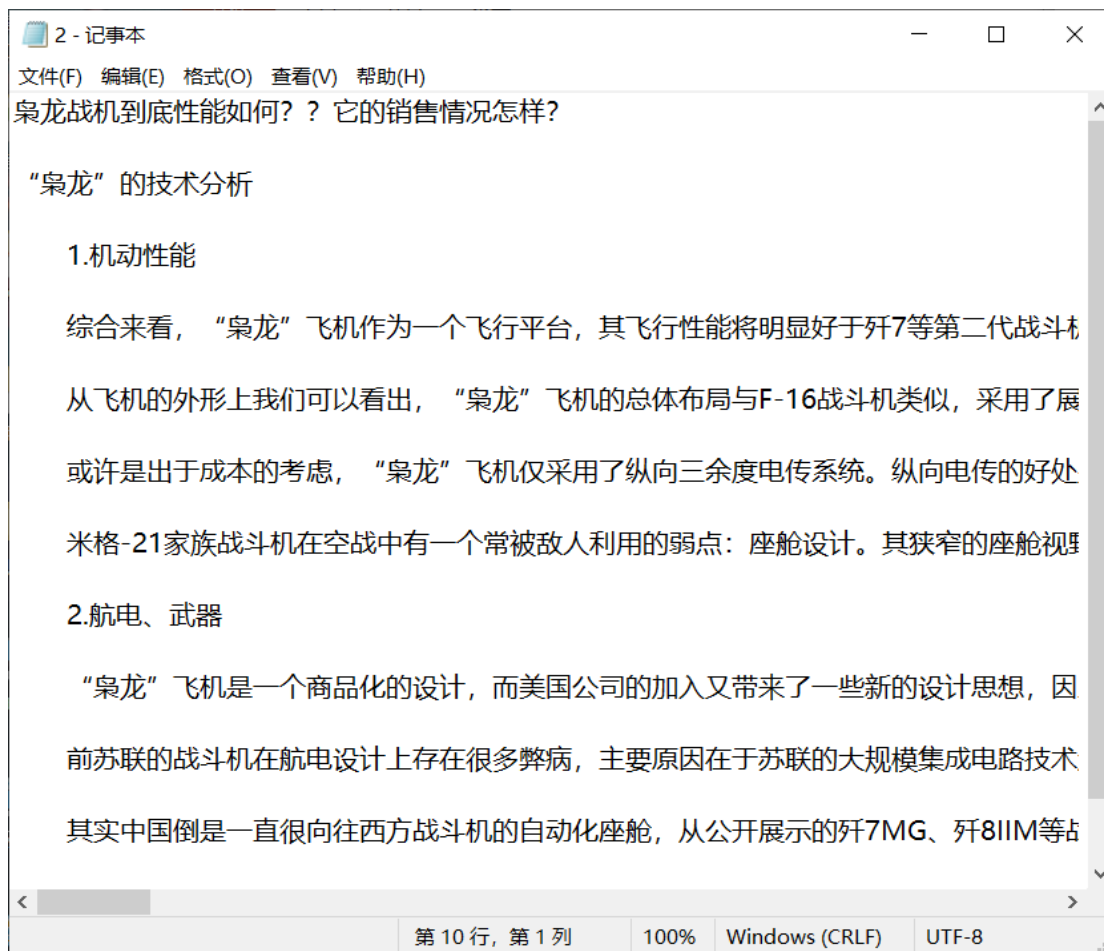 2 - 记事本
文件(F) 编辑(E) 格式(O) 查看(V) 帮助(H)
枭龙战机到底性能如何？？它的销售情况怎样？
“枭龙”的技术分析
1.机动性能
综合来看，“枭龙”飞机作为一个飞行平台，其飞行性能将明显好于歼7等第二代战斗
从飞机的外形上我们可以看出，“枭龙”飞机的总体布局与F-16战斗机类似，采用了展
或许是出于成本的考虑，“枭龙”飞机仅采用了纵向三余度电传系统。纵向电传的好处
米格-21家族战斗机在空战中有一个常被敌人利用的弱点：座舱设计。其狭窄的座舱视
2.航电、武器
“枭龙”飞机是一个商品化的设计，而美国公司的加入又带来了一些新的设计思想，因
前苏联的战斗机在航电设计上存在很多弊病，主要原因在于苏联的大规模集成电路技术
其实中国倒是一直很向往西方战斗机的自动化座舱，从公开展示的歼7MG、歼8IIM等
第 10 行，第 1 列 100% Windows (CRLF) UTF-8